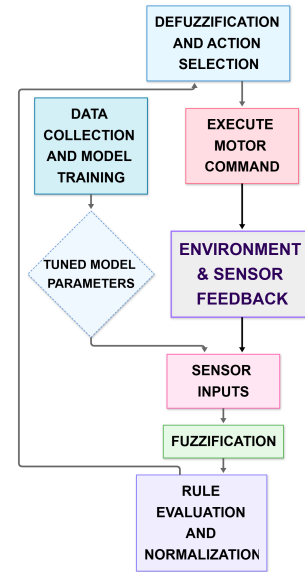 DEFUZZIFICATION
AND ACTION
SELECTION
DATA
COLLECTION
AND MODEL
TRAINING
EXECUTE
MOTOR
COMMAND
TUNED MODEL
PARAMETERS
ENVIRONMENT
& SENSOR
FEEDBACK
SENSOR
INPUTS
FUZZIFICATION
RULE
EVALUATION
AND
NORMALIZATION